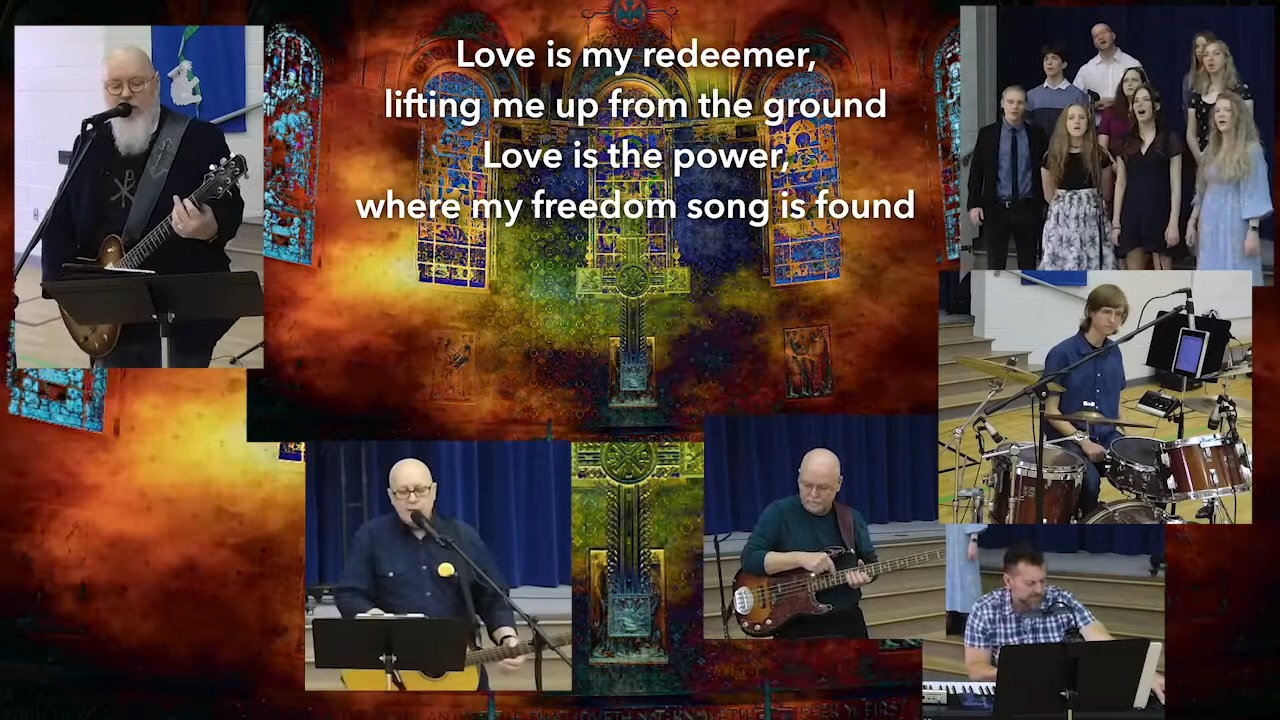 Love is my redeemer,
lifting me up from the ground
Love is the power,
where my freedom song is found